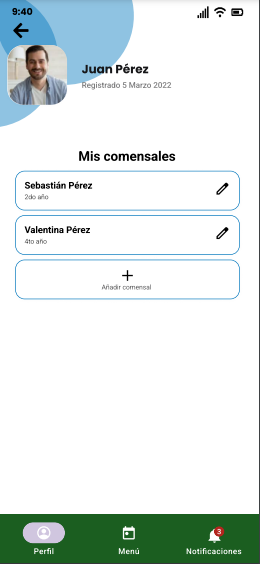 9:40
Juan Pérez
Registrado 5 Marzo 2022
Mis comensales
Sebastián Pérez
2do año
Valentina Pérez
4to año
Añadir comensal
3
Perfil Menú Notificaciones